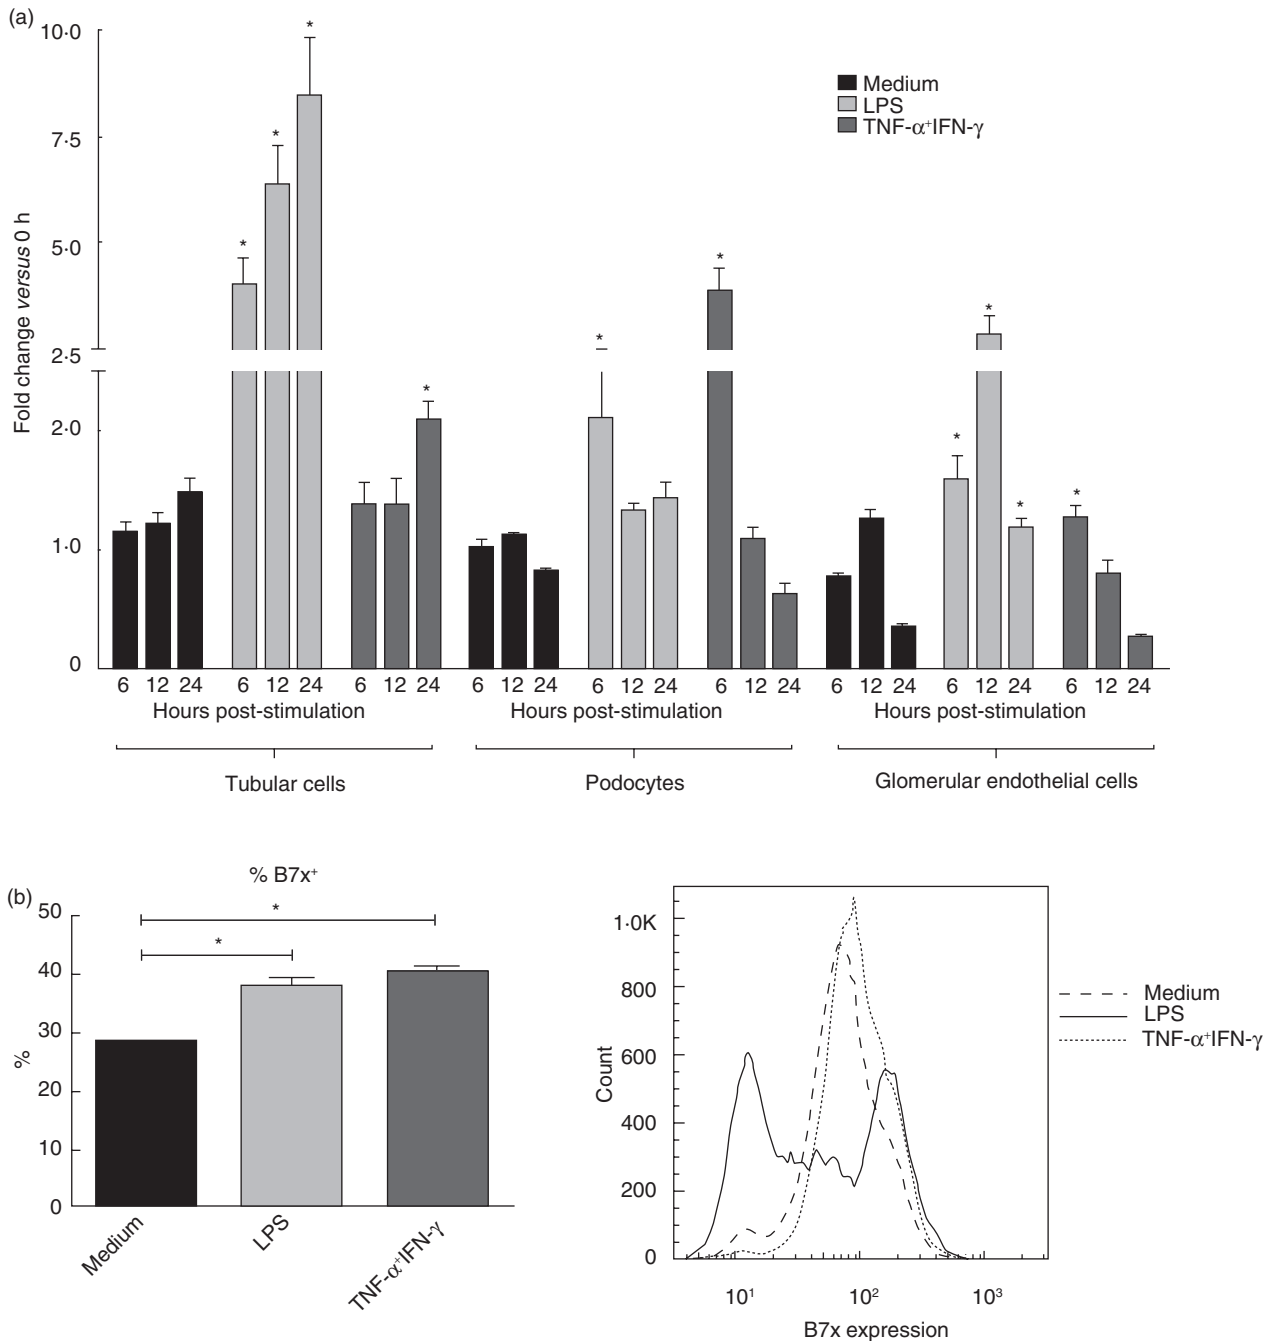 (a)
10·0
7·5
5·0
2·5
2·0
1·0
0
Fold change versus 0 h
* * * * * * * * * *
Medium
LPS
TNF-α+IFN-γ
6 12 24 6 12 24 6 12 24 6 12 24 6 12 24 6 12 24 6 12 24 6 12 24 6 12 24
Hours post-stimulation Hours post-stimulation Hours post-stimulation
Tubular cells Podocytes Glomerular endothelial cells
(b)
% B7x+
50
40
30
20
10
0
%
*
*
Medium LPS TNF-α+IFN-γ
1·0K
800
600
400
200
0
Count
10¹ 10² 10³
B7x expression
Medium
LPS
TNF-α+IFN-γ